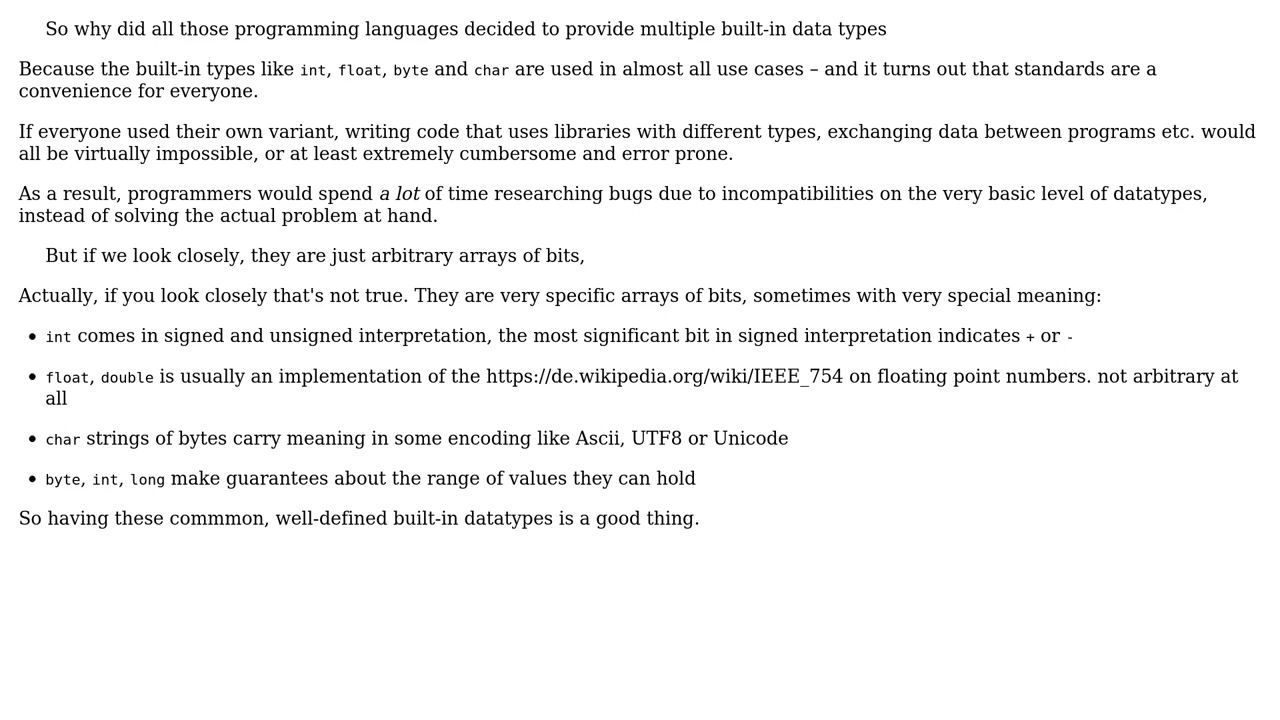 So why did all those programming languages decided to provide multiple built-in data types
Because the built-in types like int, float, byte and char are used in almost all use cases – and it turns out that standards are a
convenience for everyone.
If everyone used their own variant, writing code that uses libraries with different types, exchanging data between programs etc. would
all be virtually impossible, or at least extremely cumbersome and error prone.
As a result, programmers would spend a lot of time researching bugs due to incompatibilities on the very basic level of datatypes,
instead of solving the actual problem at hand.
But if we look closely, they are just arbitrary arrays of bits,
Actually, if you look closely that's not true. They are very specific arrays of bits, sometimes with very special meaning:
• int comes in signed and unsigned interpretation, the most significant bit in signed interpretation indicates + or -
• float, double is usually an implementation of the https://de.wikipedia.org/wiki/IEEE_754 on floating point numbers. not arbitrary at
all
• char strings of bytes carry meaning in some encoding like Ascii, UTF8 or Unicode
• byte, int, long make guarantees about the range of values they can hold
So having these commmon, well-defined built-in datatypes is a good thing.